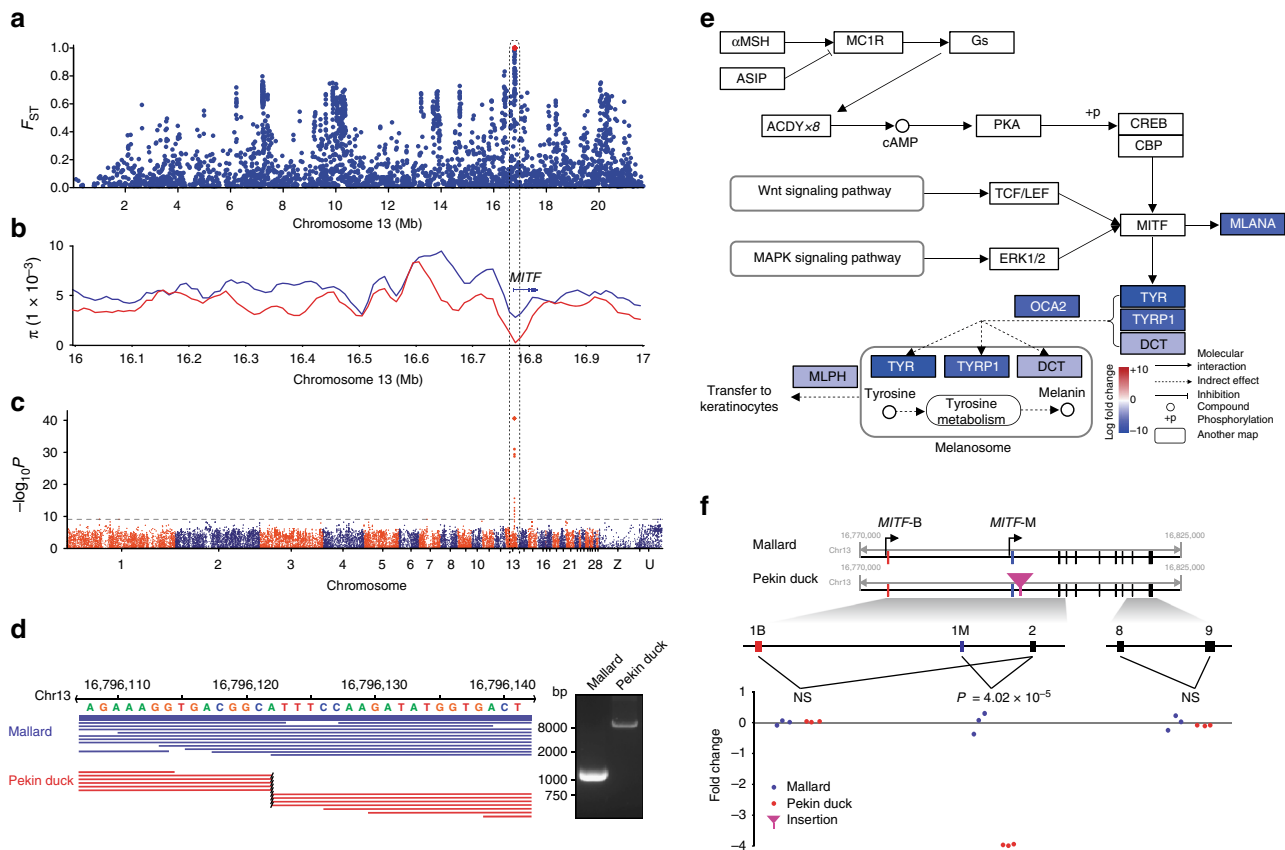 a
1.0
0.8
0.6
0.4
0.2
0.0
F_ST
2 4 6 8 10 12 14 16 18 20
Chromosome 13 (Mb)
b
10
5
0
π (1 × 10⁻³)
MITF
16 16.1 16.2 16.3 16.4 16.5 16.6 16.7 16.8 16.9 17
Chromosome 13 (Mb)
c
40
30
20
10
0
–log₁₀P
1 2 3 4 5 6 7 8 10 13 16 21 28 Z U
Chromosome
d
16,796,110 16,796,120 16,796,130 16,796,140
Chr13
AGAAAGGTGACGGCATTTCCAAGATATGGTGACT
Mallard
Pekin duck
bp
8000
2000
1000
750
Mallard
Pekin duck
e
αMSH
MC1R
Gs
ASIP
ACDY×8
cAMP
PKA
+p
CREB
CBP
Wnt signaling pathway
TCF/LEF
MITF
MLANA
MAPK signaling pathway
ERK1/2
OCA2
TYR
TYRP1
DCT
MLPH
TYR
TYRP1
DCT
Transfer to
keratinocytes
Tyrosine
Tyrosine
metabolism
Melanin
Melanosome
Log fold change
+10
0
–10
Molecular
interaction
Indirect effect
Inhibition
Compound
+p
Phosphorylation
Another map
f
MITF-B
MITF-M
Mallard
16,770,000
16,825,000
Chr13
Pekin duck
16,770,000
16,825,000
Chr13
1B 1M 2
8 9
NS
P = 4.02 × 10⁻⁵
NS
1
0
–1
–2
–3
–4
Fold change
Mallard
Pekin duck
Insertion